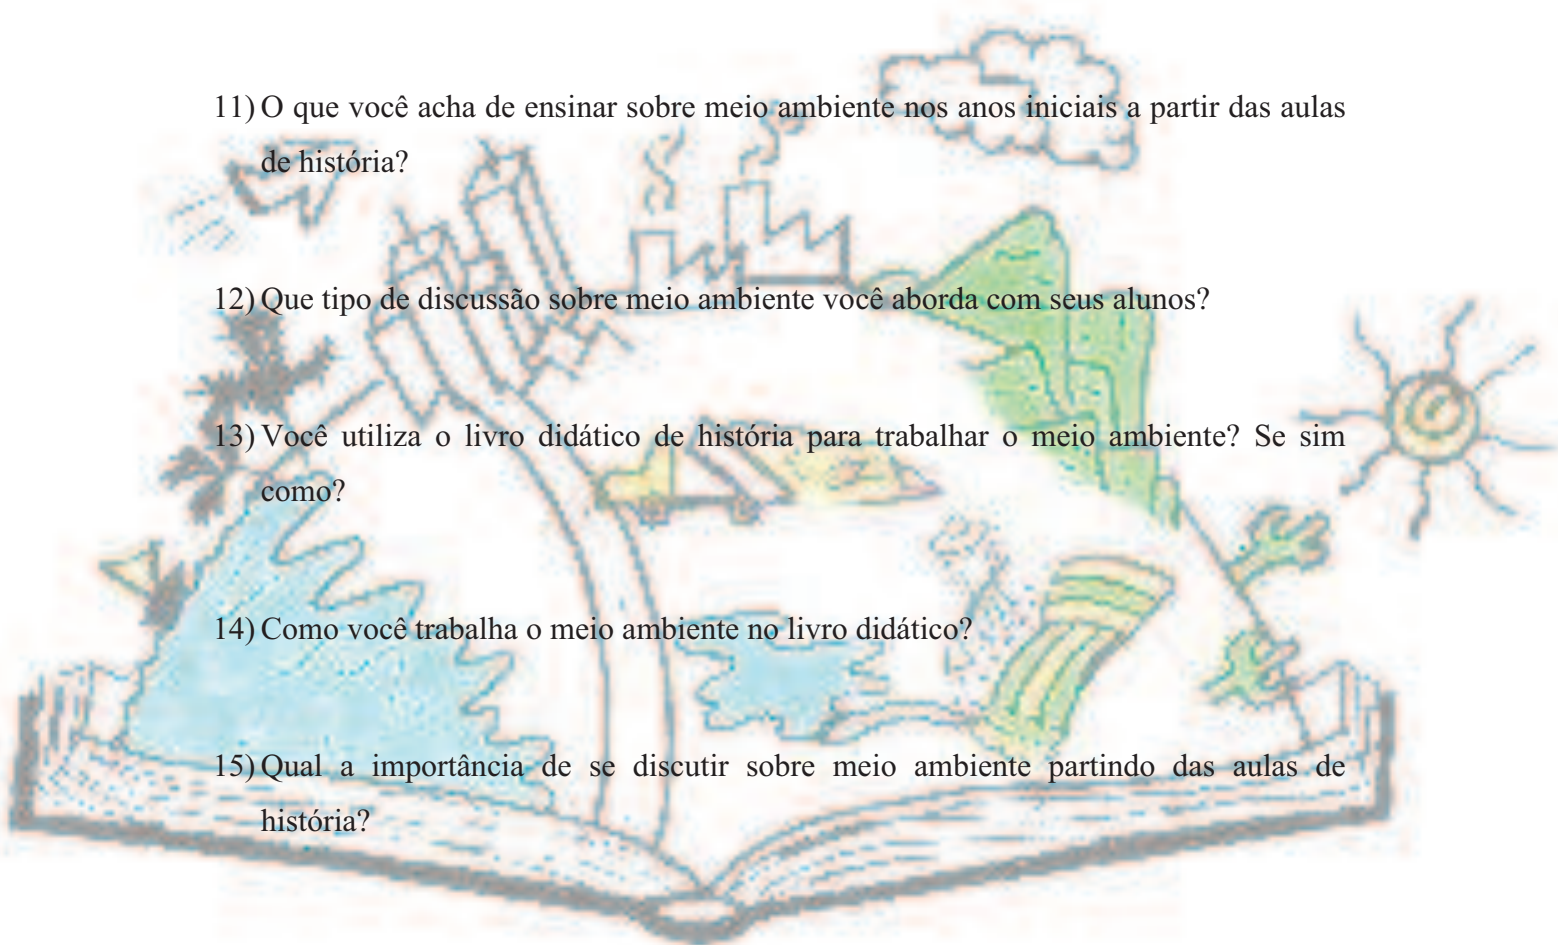 11) O que você acha de ensinar sobre meio ambiente nos anos iniciais a partir das aulas
de história?
12) Que tipo de discussão sobre meio ambiente você aborda com seus alunos?
13) Você utiliza o livro didático de história para trabalhar o meio ambiente? Se sim
como?
14) Como você trabalha o meio ambiente no livro didático?
15) Qual a importância de se discutir sobre meio ambiente partindo das aulas de
história?